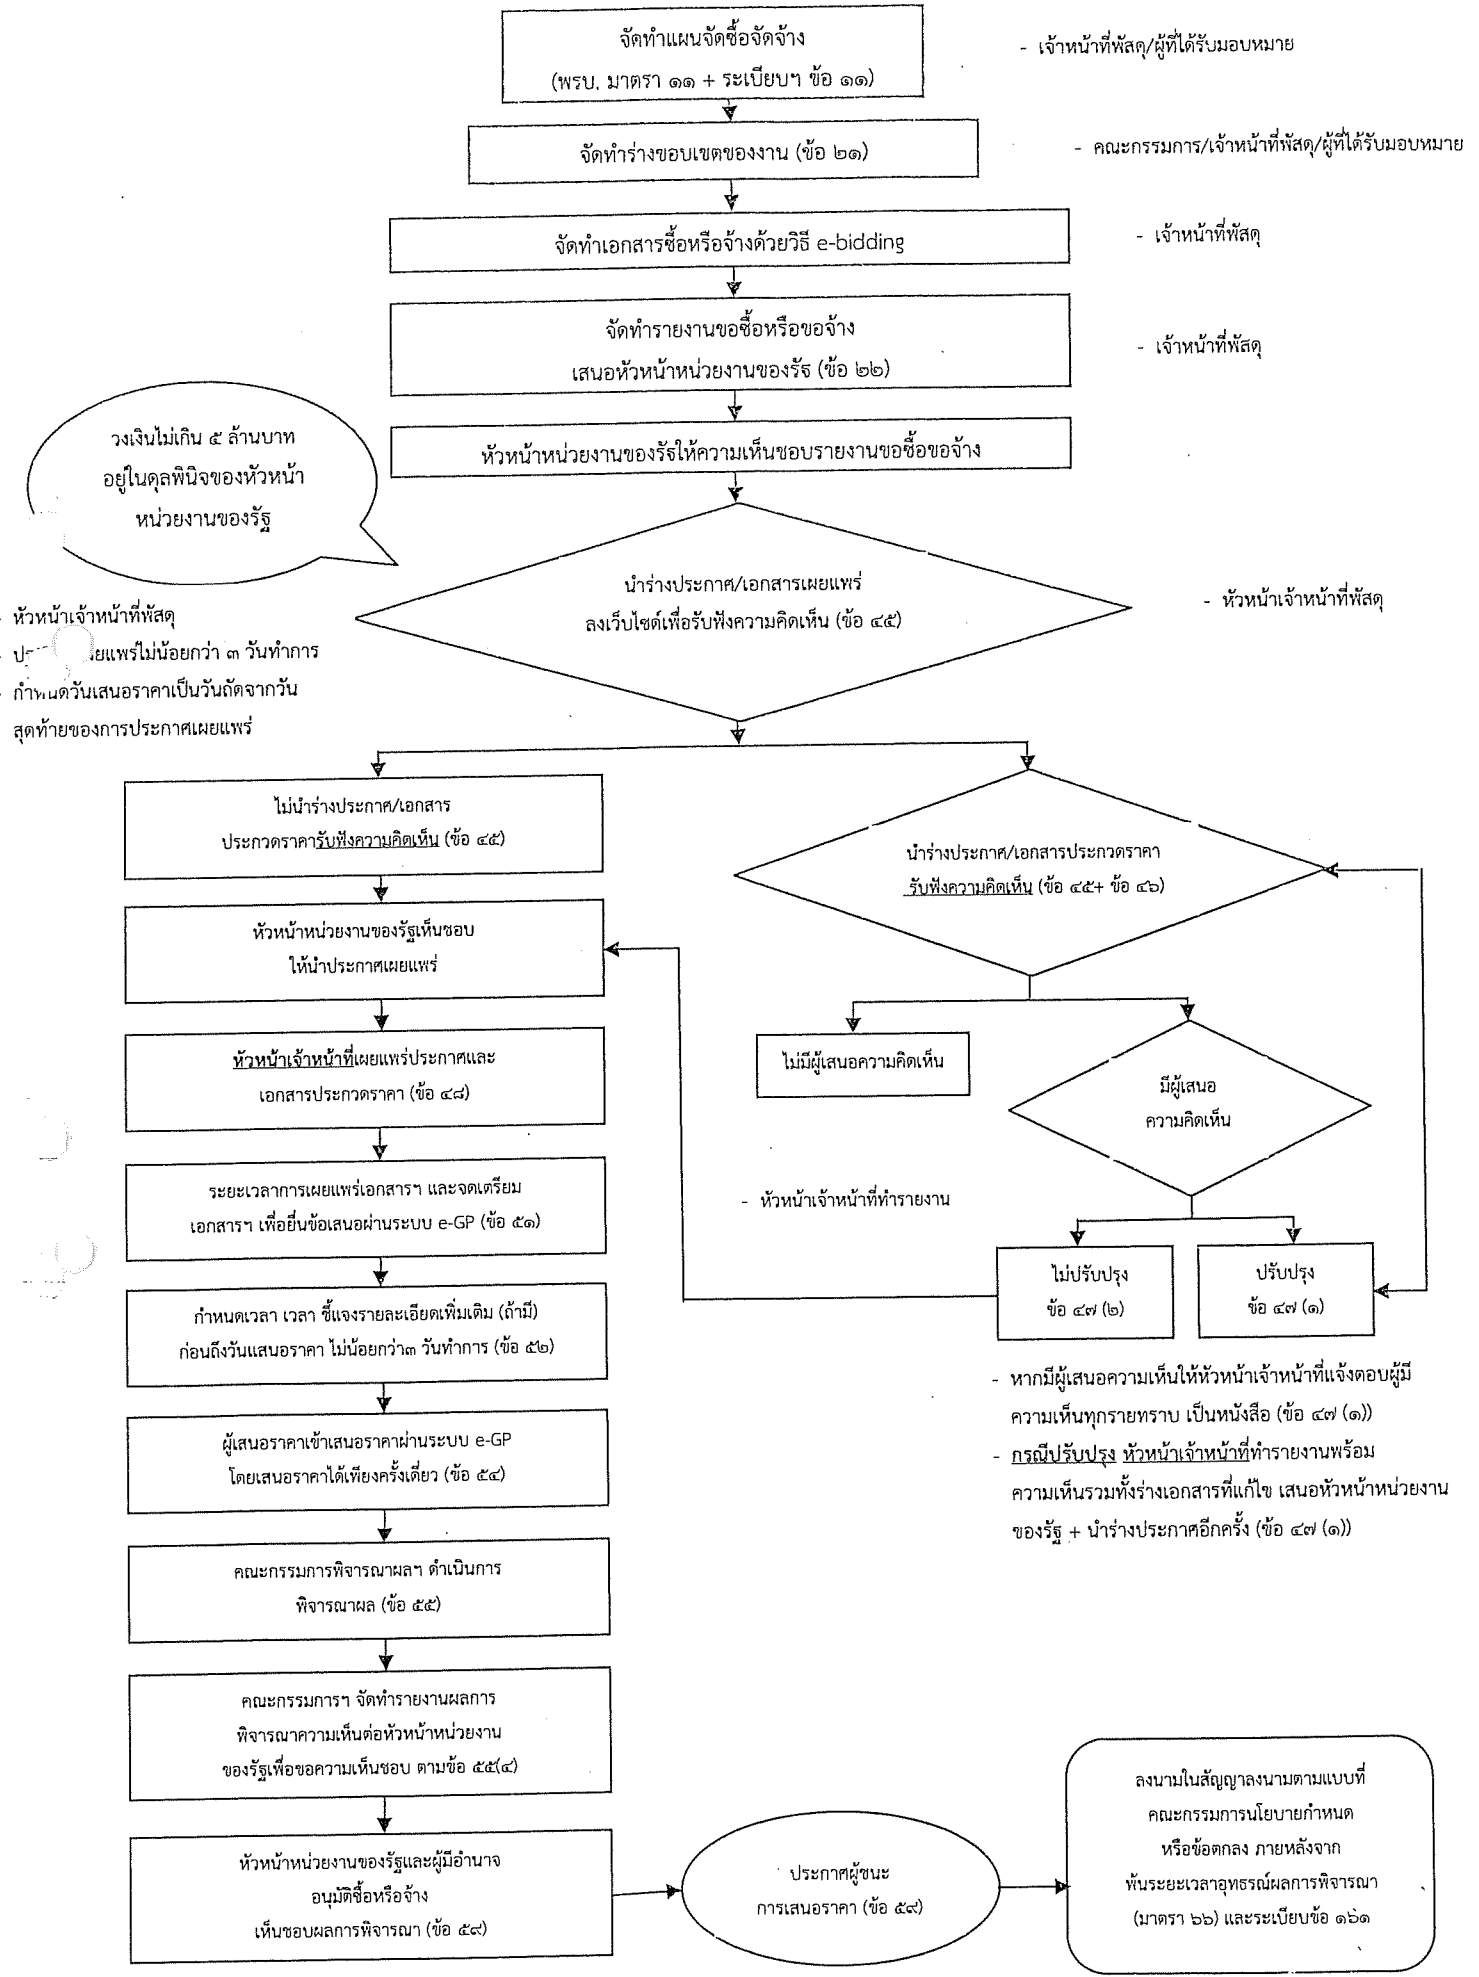 จัดทำแผนจัดซื้อจัดจ้าง
(พรบ. มาตรา ๑๑ + ระเบียบฯ ข้อ ๑๑)
- เจ้าหน้าที่พัสดุ/ผู้ที่ได้รับมอบหมาย
จัดทำร่างขอบเขตของงาน (ข้อ ๒๑)
- คณะกรรมการ/เจ้าหน้าที่พัสดุ/ผู้ที่ได้รับมอบหมาย
จัดทำเอกสารซื้อหรือจ้างด้วยวิธี e-bidding
- เจ้าหน้าที่พัสดุ
จัดทำรายงานขอซื้อหรือขอจ้าง
เสนอหัวหน้าหน่วยงานของรัฐ (ข้อ ๒๒)
- เจ้าหน้าที่พัสดุ
หัวหน้าหน่วยงานของรัฐให้ความเห็นชอบรายงานขอซื้อขอจ้าง
วงเงินไม่เกิน ๕ ล้านบาท
อยู่ในดุลพินิจของหัวหน้า
หน่วยงานของรัฐ
นำร่างประกาศ/เอกสารเผยแพร่
ลงเว็บไซต์เพื่อรับฟังความคิดเห็น (ข้อ ๔๕)
- หัวหน้าเจ้าหน้าที่พัสดุ
- หัวหน้าเจ้าหน้าที่พัสดุ
ไม่น้อยกว่า ๓ วันทำการ
กำหนดวันเสนอราคาเป็นวันถัดจากวัน
สุดท้ายของการประกาศเผยแพร่
ไม่นำร่างประกาศ/เอกสาร
ประกวดราคารับฟังความคิดเห็น (ข้อ ๔๕)
นำร่างประกาศ/เอกสารประกวดราคา
รับฟังความคิดเห็น (ข้อ ๔๕+ ข้อ ๔๖)
หัวหน้าหน่วยงานของรัฐเห็นชอบ
ให้นำประกาศเผยแพร่
หัวหน้าเจ้าหน้าที่เผยแพร่ประกาศและ
เอกสารประกวดราคา (ข้อ ๔๘)
ไม่มีผู้เสนอความคิดเห็น
มีผู้เสนอ
ความคิดเห็น
ระยะเวลาการเผยแพร่เอกสารฯ และจดเตรียม
เอกสารฯ เพื่อยื่นข้อเสนอผ่านระบบ e-GP (ข้อ ๕๑)
- หัวหน้าเจ้าหน้าที่ทำรายงาน
ไม่ปรับปรุง
ข้อ ๔๗ (๒)
ปรับปรุง
ข้อ ๔๗ (๑)
กำหนดเวลา เวลา ชี้แจงรายละเอียดเพิ่มเติม (ถ้ามี)
ก่อนถึงวันแสนอราคา ไม่น้อยกว่า๓ วันทำการ (ข้อ ๕๒)
- หากมีผู้เสนอความเห็นให้หัวหน้าเจ้าหน้าที่แจ้งตอบผู้มี
ความเห็นทุกรายทราบ เป็นหนังสือ (ข้อ ๔๗ (๑))
- กรณีปรับปรุง หัวหน้าเจ้าหน้าที่ทำรายงานพร้อม
ความเห็นรวมทั้งร่างเอกสารที่แก้ไข เสนอหัวหน้าหน่วยงาน
ของรัฐ + นำร่างประกาศอีกครั้ง (ข้อ ๔๗ (๑))
ผู้เสนอราคาเข้าเสนอราคาผ่านระบบ e-GP
โดยเสนอราคาได้เพียงครั้งเดี่ยว (ข้อ ๕๔)
คณะกรรมการพิจารณาผลฯ ดำเนินการ
พิจารณาผล (ข้อ ๕๕)
คณะกรรมการฯ จัดทำรายงานผลการ
พิจารณาความเห็นต่อหัวหน้าหน่วยงาน
ของรัฐเพื่อขอความเห็นชอบ ตามข้อ ๕๕(๔)
หัวหน้าหน่วยงานของรัฐและผู้มีอำนาจ
อนุมัติซื้อหรือจ้าง
เห็นชอบผลการพิจารณา (ข้อ ๕๙)
ประกาศผู้ชนะ
การเสนอราคา (ข้อ ๕๙)
ลงนามในสัญญาลงนามตามแบบที่
คณะกรรมการนโยบายกำหนด
หรือข้อตกลง ภายหลังจาก
พ้นระยะเวลาอุทธรณ์ผลการพิจารณา
(มาตรา ๖๖) และระเบียบข้อ ๑๖๑